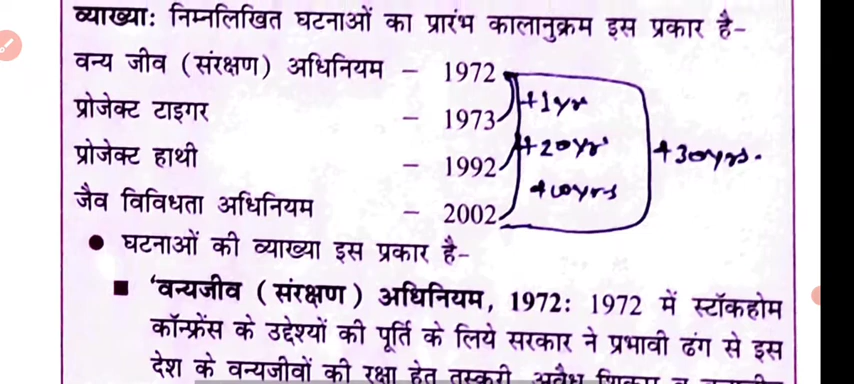 व्याख्या: निम्नलिखित घटनाओं का प्रारंभ कालानुक्रम इस प्रकार है-
वन्य जीव (संरक्षण) अधिनियम – 1972
प्रोजेक्ट टाइगर – 1973 +1yr
प्रोजेक्ट हाथी – 1992 +20yr +30yrs.
जैव विविधता अधिनियम – 2002 +10yrs
● घटनाओं की व्याख्या इस प्रकार है-
■ 'वन्यजीव (संरक्षण) अधिनियम, 1972: 1972 में स्टॉकहोम
कॉन्फ्रेंस के उद्देश्यों की पूर्ति के लिये सरकार ने प्रभावी ढंग से इस
देश के वन्यजीवों की रक्षा हेतु तस्करी, अवैध शिकार